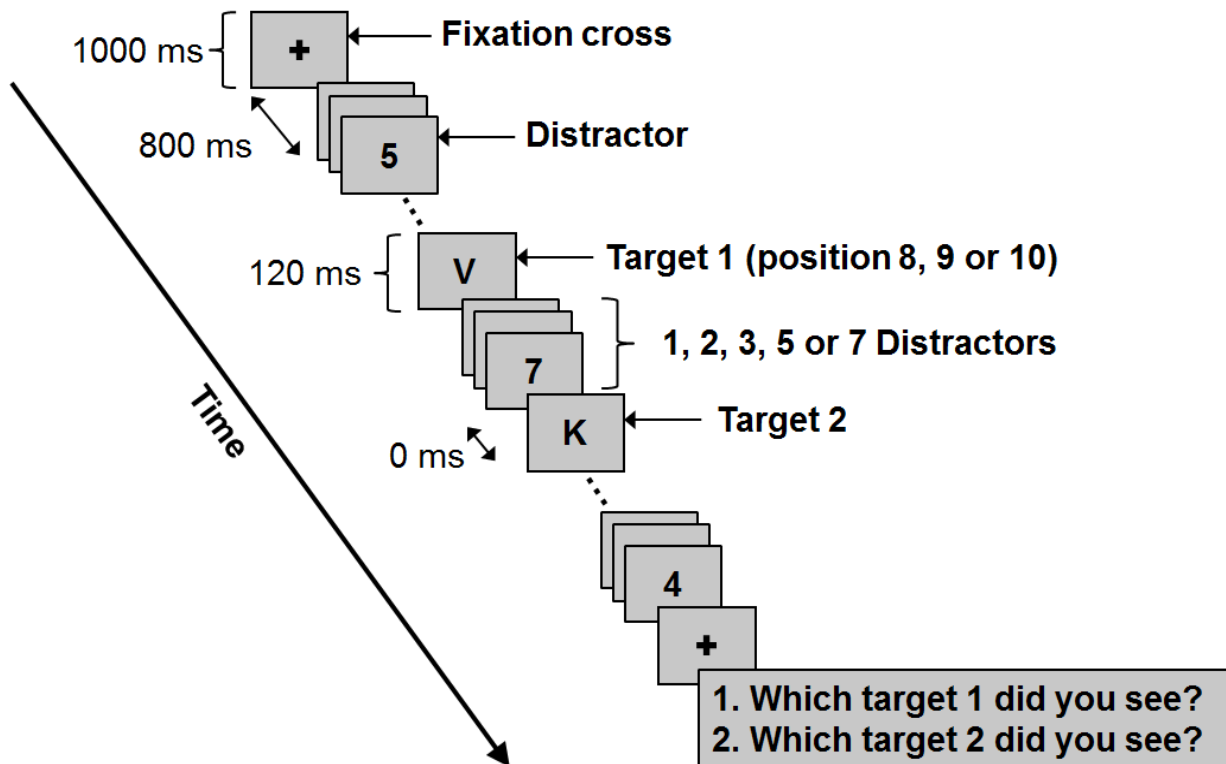 1000 ms
+
Fixation cross
800 ms
5
Distractor
120 ms
V
Target 1 (position 8, 9 or 10)
7
1, 2, 3, 5 or 7 Distractors
Time
0 ms
K
Target 2
4
+
1. Which target 1 did you see?
2. Which target 2 did you see?